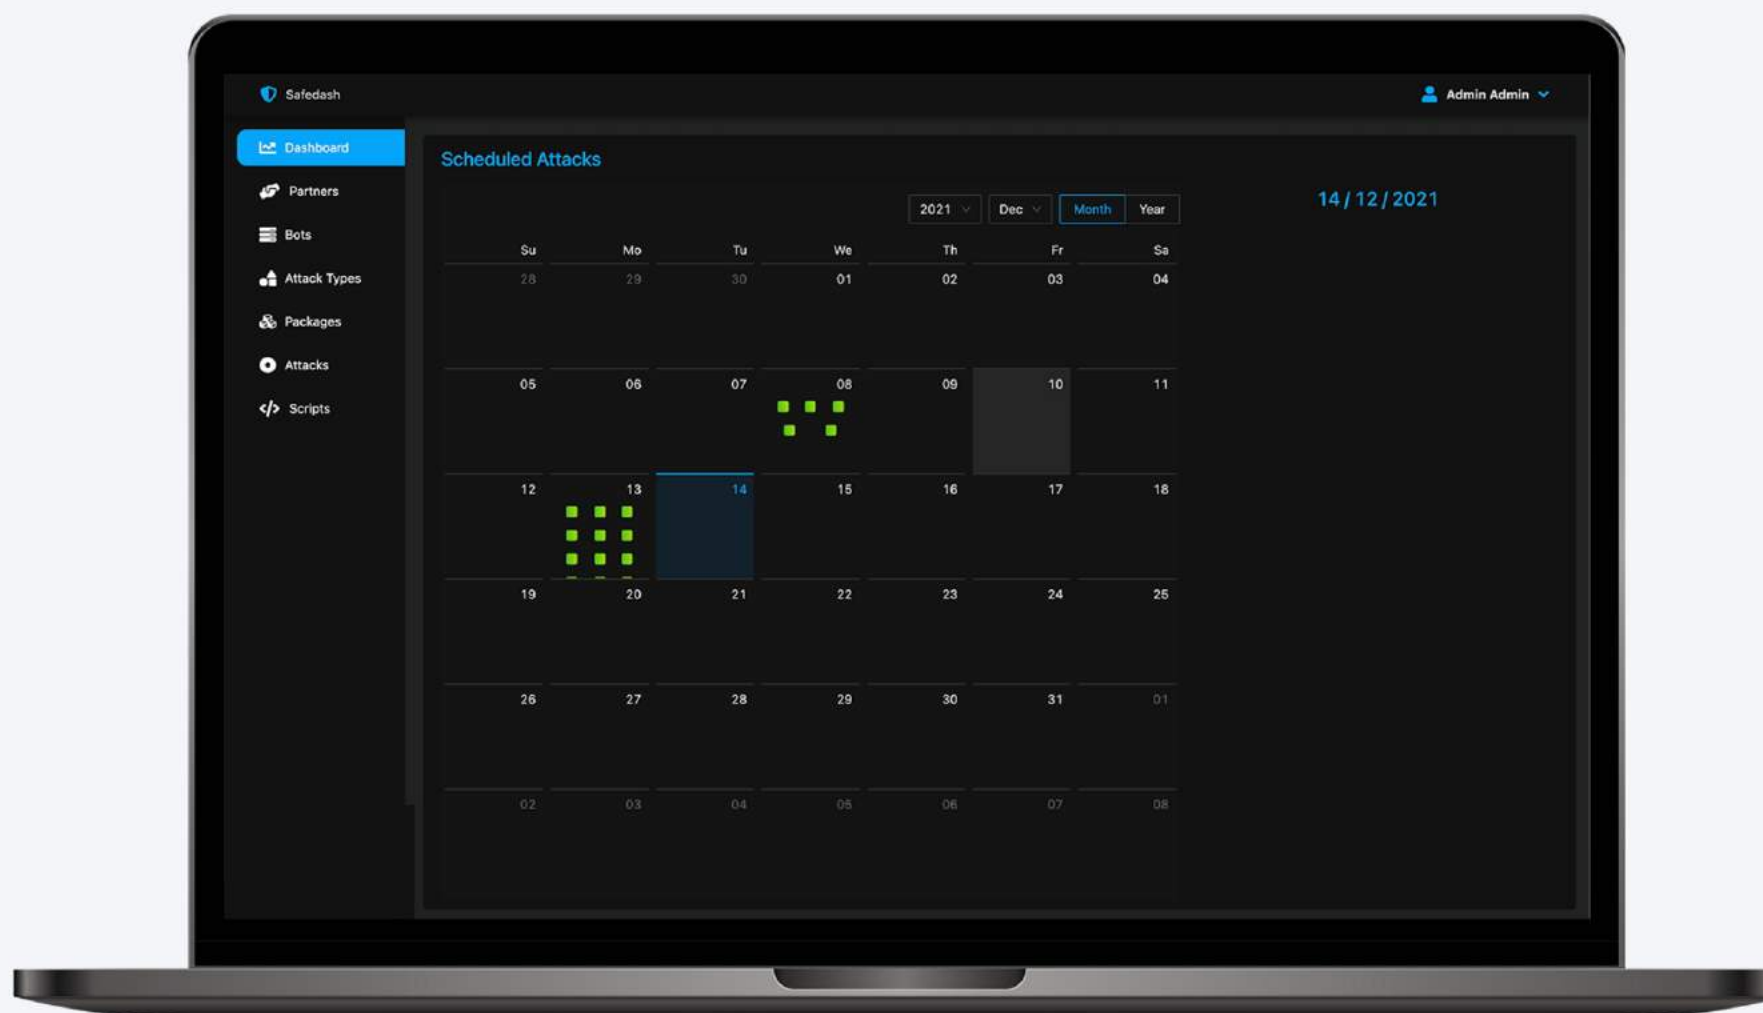 Safedash
Admin Admin
Dashboard
Partners
Bots
Attack Types
Packages
Attacks
Scripts
Scheduled Attacks
2021 Dec Month Year
14 / 12 / 2021
Su Mo Tu We Th Fr Sa
28 29 30 01 02 03 04
05 06 07 08 09 10 11
12 13 14 15 16 17 18
19 20 21 22 23 24 25
26 27 28 29 30 31 01
02 03 04 05 06 07 08